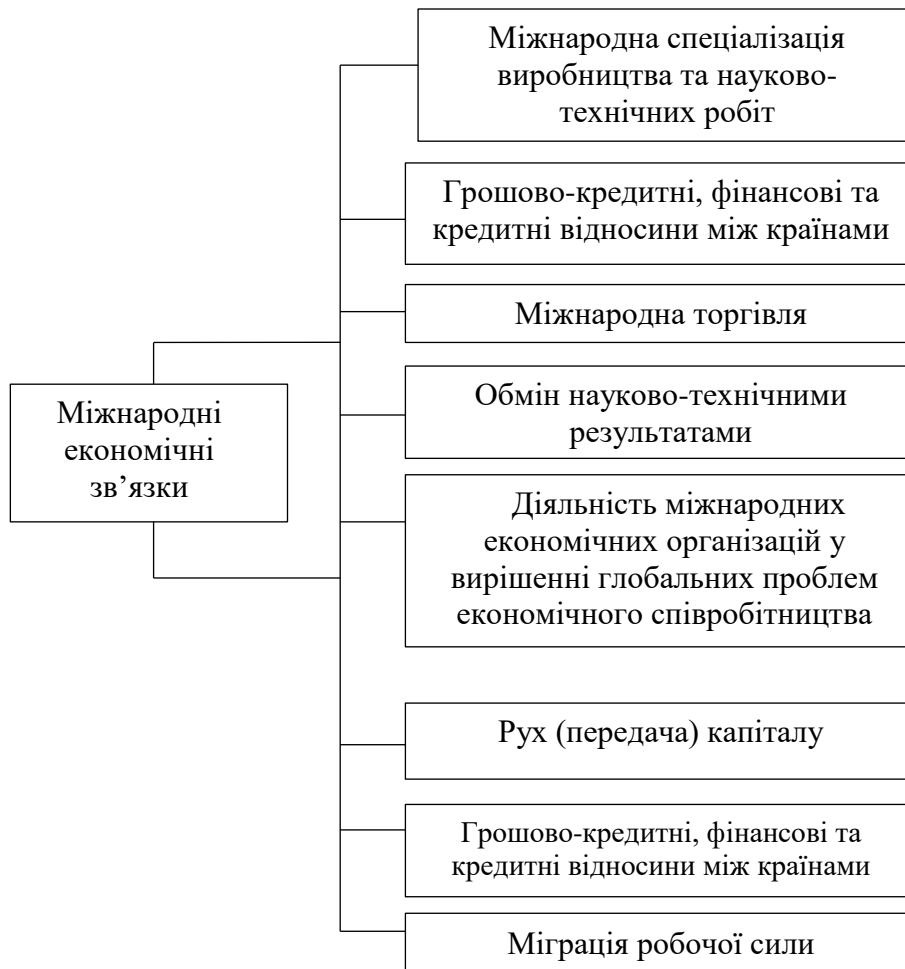 Міжнародна спеціалізація
виробництва та науково-
технічних робіт
Грошово-кредитні, фінансові та
кредитні відносини між країнами
Міжнародна торгівля
Міжнародні
економічні
зв’язки
Обмін науково-технічними
результатами
Діяльність міжнародних
економічних організацій у
вирішенні глобальних проблем
економічного співробітництва
Рух (передача) капіталу
Грошово-кредитні, фінансові та
кредитні відносини між країнами
Міграція робочої сили